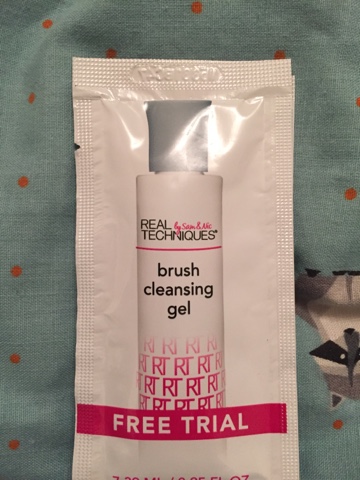 REAL by Sam & Nic
TECHNIQUES®
brush
cleansing
gel
RT RT RT
RT RT RT RT
RT RT RT RT
RT RT RT RT
FREE TRIAL